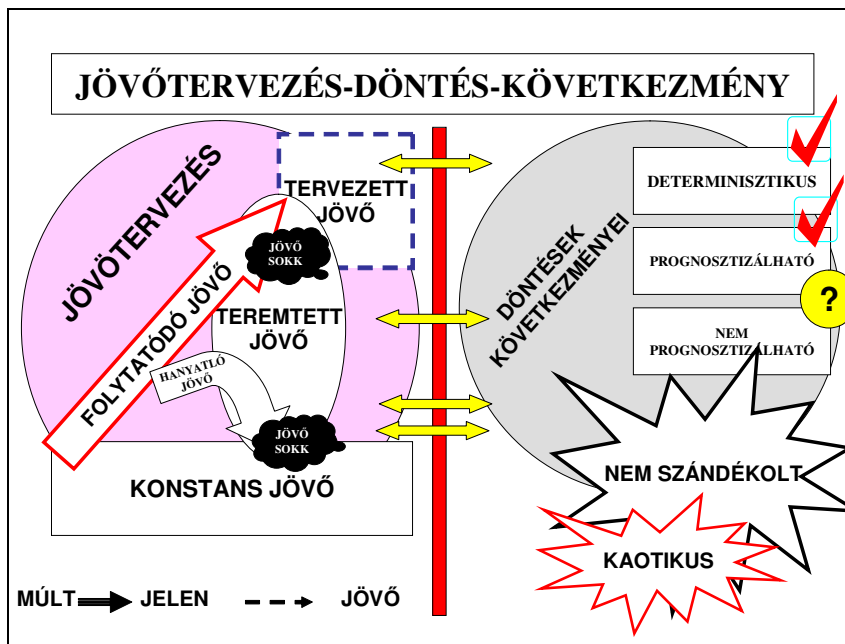 JÖVŐTERVEZÉS-DÖNTÉS-KÖVETKEZMÉNY
JÖVÖTERVEZÉS
TERVEZETT
JÖVŐ
JÖVŐ
SOKK
FOLYTATÓDÓ JÖVŐ
TEREMTETT
JÖVŐ
HANYATLÓ
JÖVŐ
JÖVŐ
SOKK
KONSTANS JÖVŐ
DÖNTÉSEK
KÖVETKEZMÉNYEI
DETERMINISZTIKUS
PROGNOSZTIZÁLHATÓ
?
NEM
PROGNOSZTIZÁLHATÓ
NEM SZÁNDÉKOLT
KAOTIKUS
MÚLT JELEN JÖVŐ